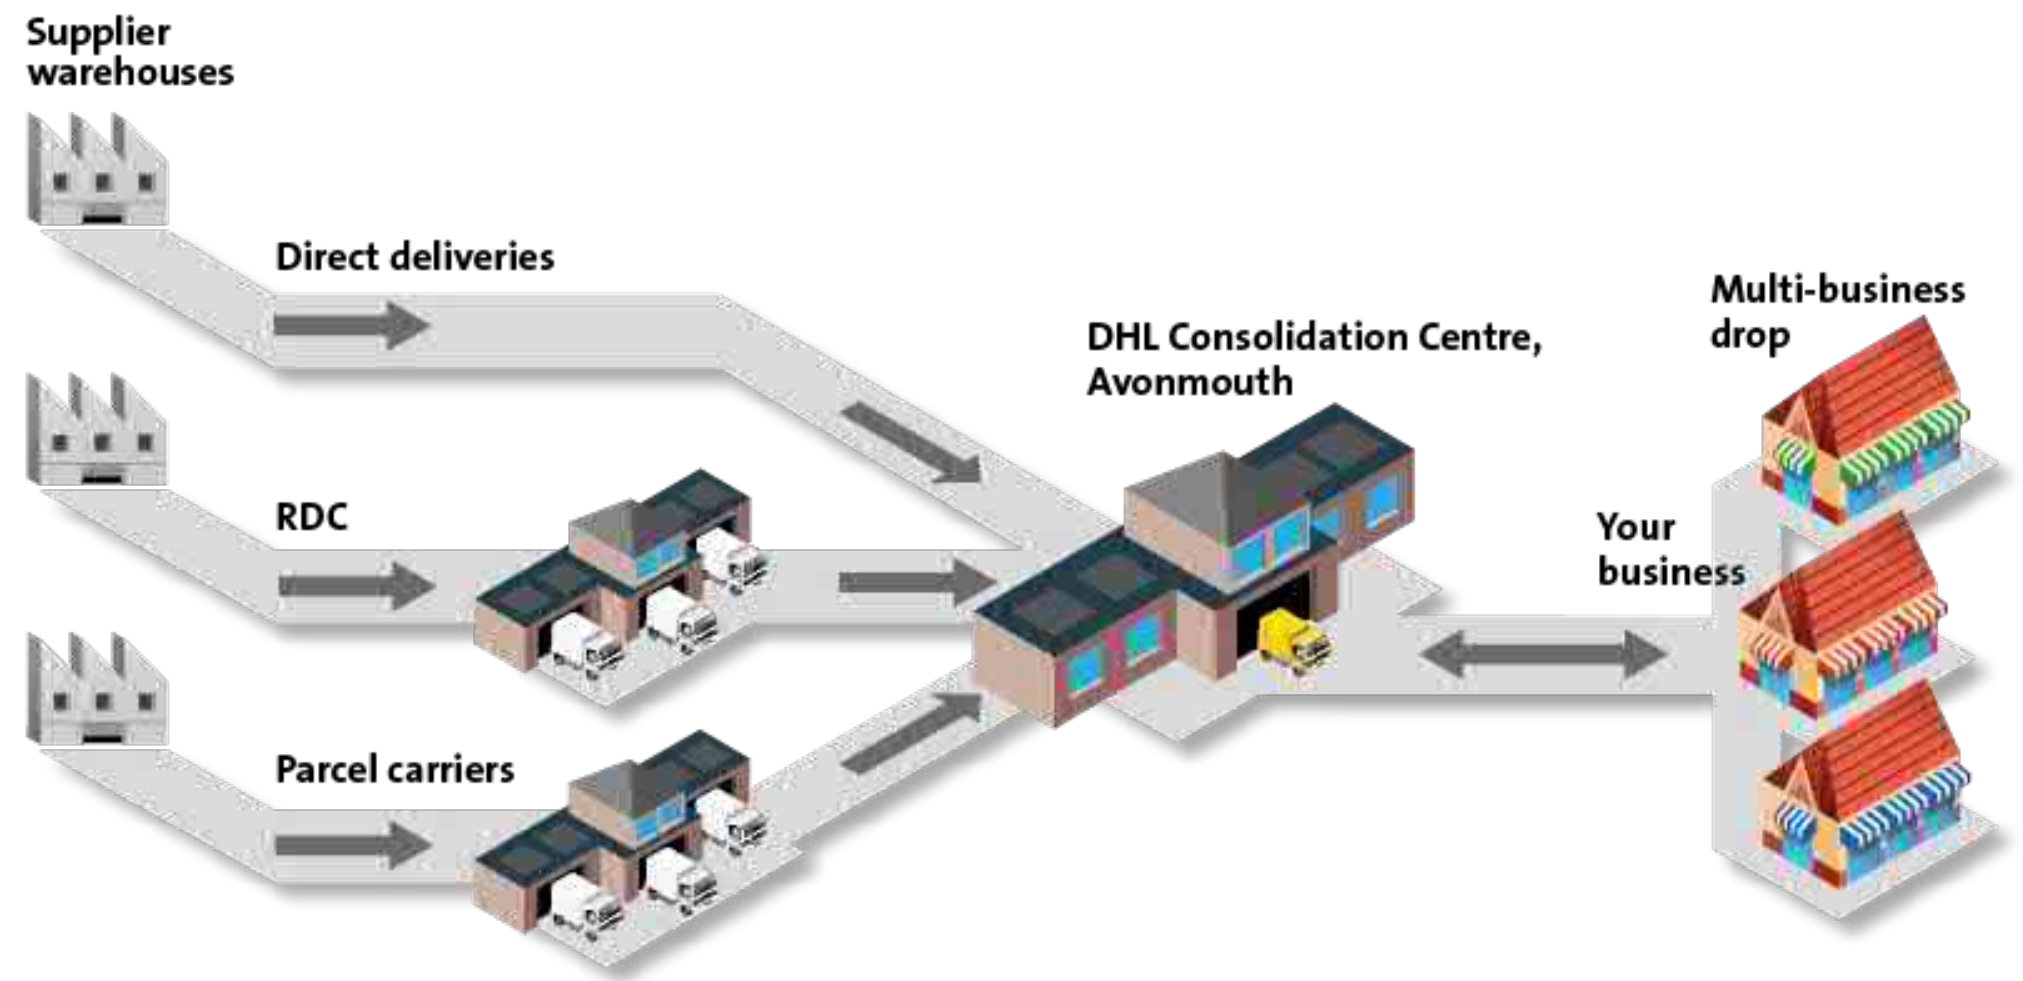 Supplier
warehouses
Direct deliveries
RDC
Parcel carriers
DHL Consolidation Centre,
Avonmouth
Your
business
Multi-business
drop